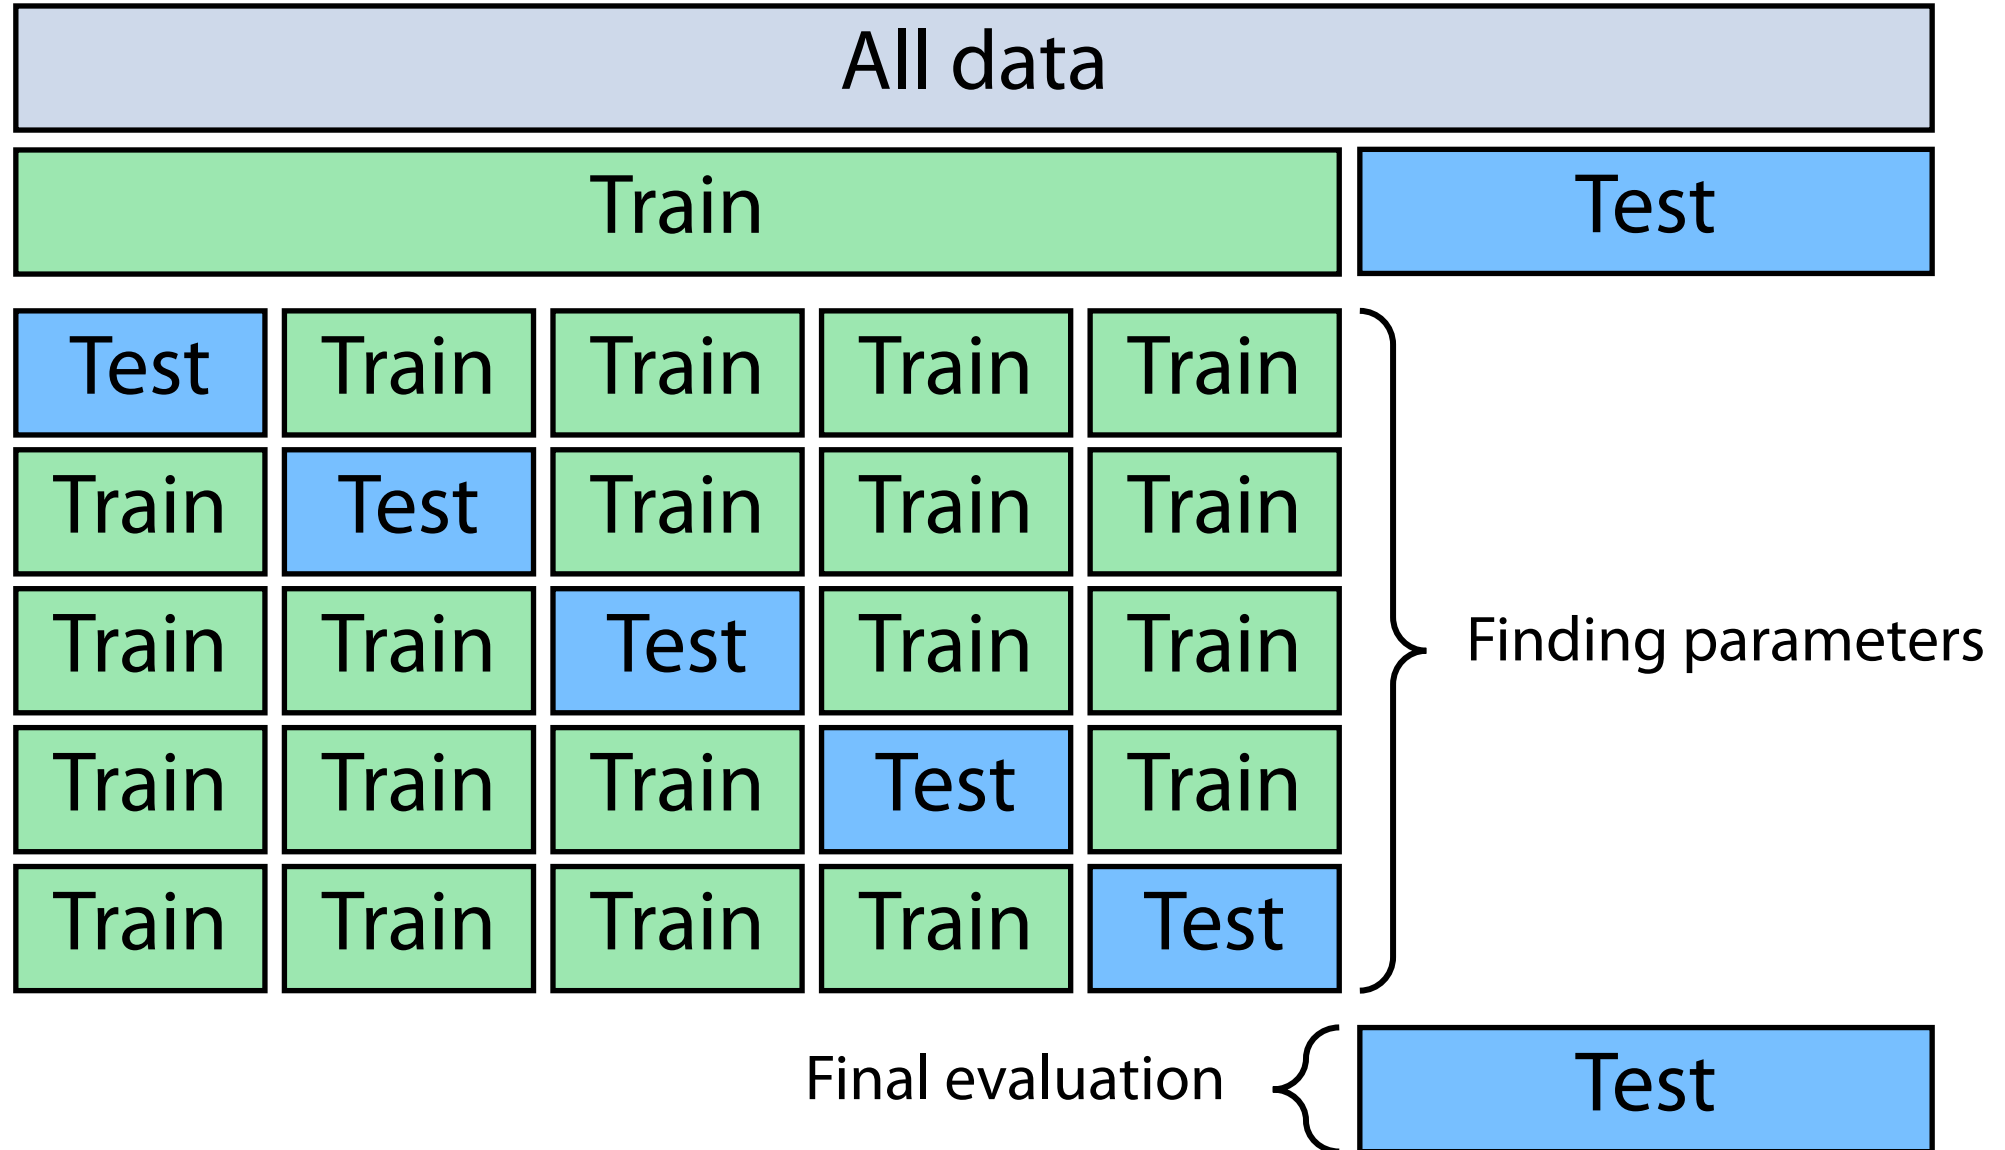 All data
Train Test
Test Train Train Train Train
Train Test Train Train Train
Train Train Test Train Train
Finding parameters
Train Train Train Test Train
Train Train Train Train Test
Final evaluation Test